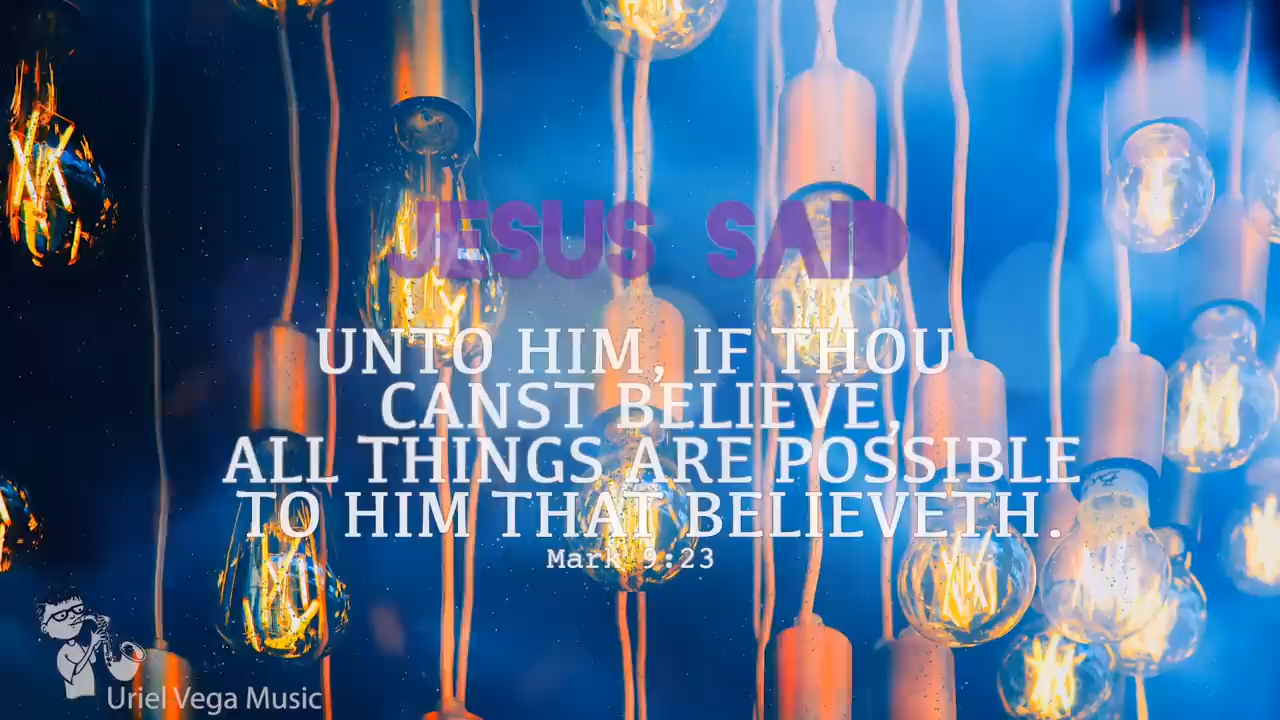 JESUS SAID
UNTO HIM, IF THOU
CANST BELIEVE,
ALL THINGS ARE POSSIBLE
TO HIM THAT BELIEVETH.
Mark 9:23
Uriel Vega Music